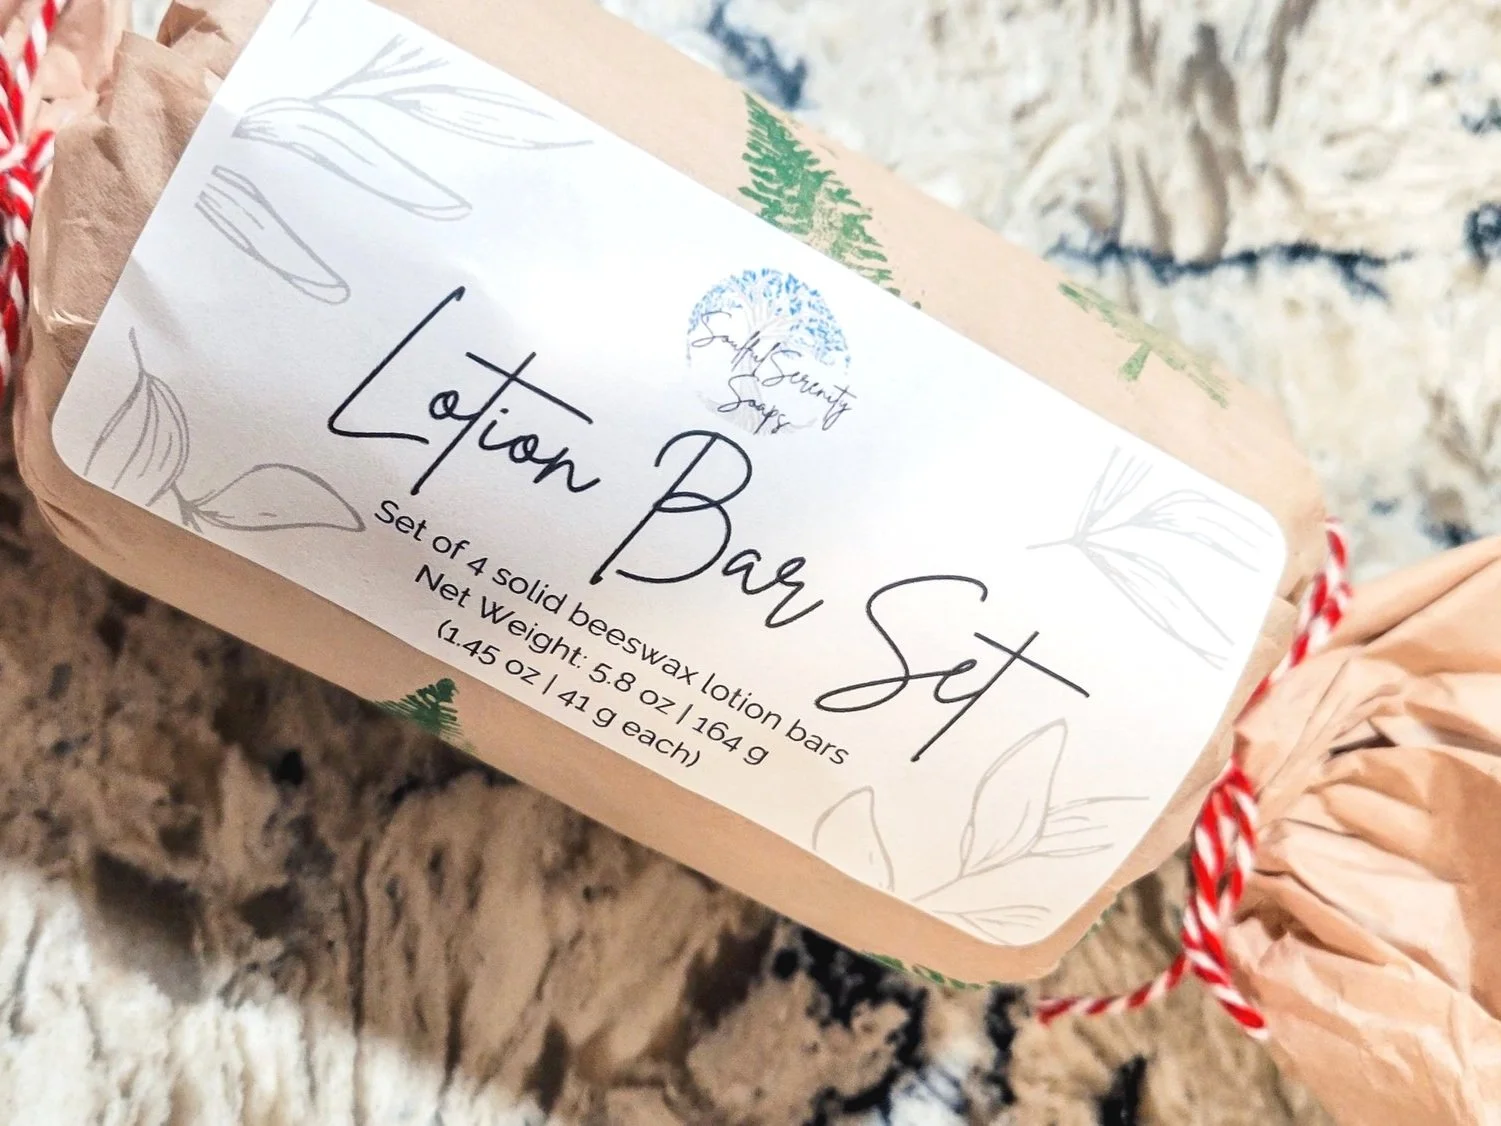 Soulful Serenity
Soaps
Lotion Bar Set
Set of 4 solid beeswax lotion bars
Net Weight: 5.8 oz | 164 g
(1.45 oz | 41 g each)